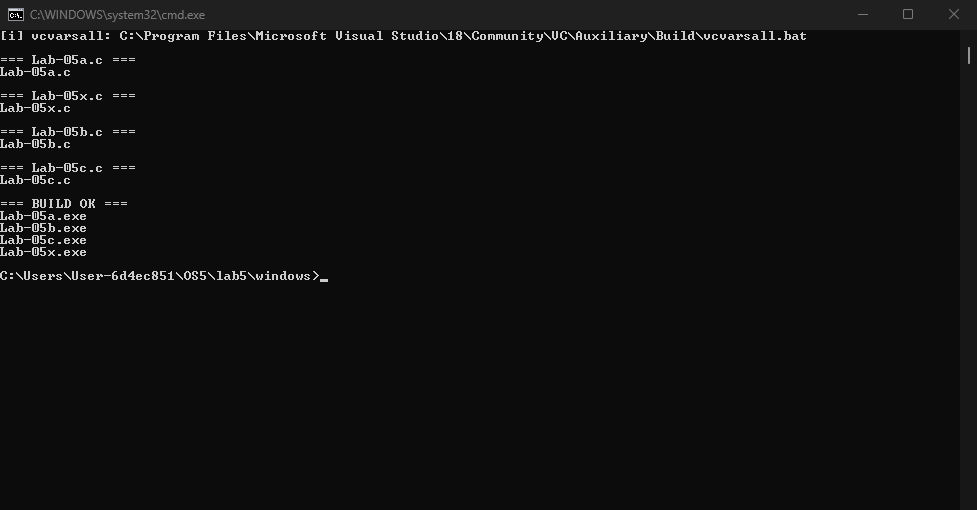 C:\WINDOWS\system32\cmd.exe
[i] vcvarsall: C:\Program Files\Microsoft Visual Studio\18\Community\VC\Auxiliary\Build\vcvarsall.bat
=== Lab-05a.c ===
Lab-05a.c
=== Lab-05x.c ===
Lab-05x.c
=== Lab-05b.c ===
Lab-05b.c
=== Lab-05c.c ===
Lab-05c.c
=== BUILD OK ===
Lab-05a.exe
Lab-05b.exe
Lab-05c.exe
Lab-05x.exe
C:\Users\User-6d4ec851\OS5\lab5\windows>_